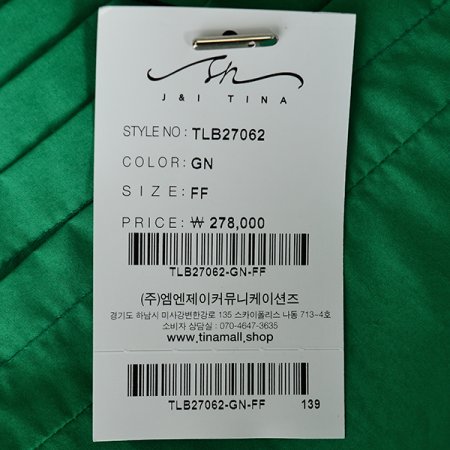 J & I TINA
STYLE NO : TLB27062
COLOR: GN
SIZE: FF
PRICE: ₩ 278,000
TLB27062-GN-FF
(주)엠엔제이커뮤니케이션즈
경기도 하남시 미사강변한강로 135 스카이폴리스 나동 713-4호
소비자 상담실 : 070-4647-3635
www.tinamall.shop
TLB27062-GN-FF 139